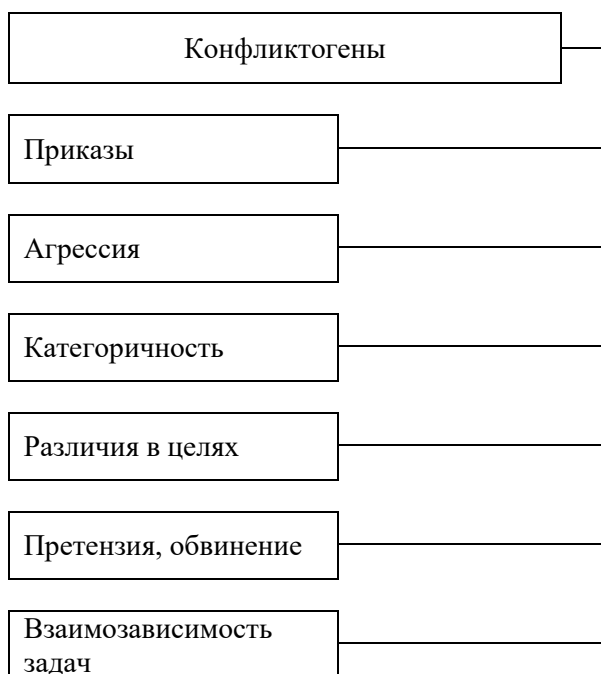 Конфликтогены
Приказы
Агрессия
Категоричность
Различия в целях
Претензия, обвинение
Взаимозависимость
задач